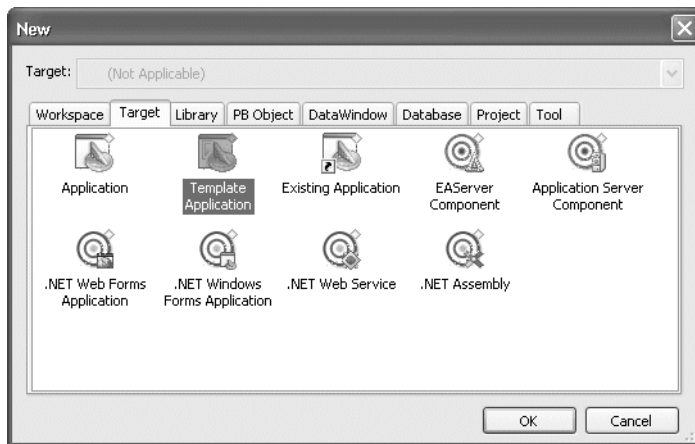 New
Target: (Not Applicable)
Workspace Target Library PB Object DataWindow Database Project Tool
Application Template Existing Application EAServer Application Server
Application Component Component
.NET Web Forms .NET Windows .NET Web Service .NET Assembly
Application Forms Application
OK Cancel